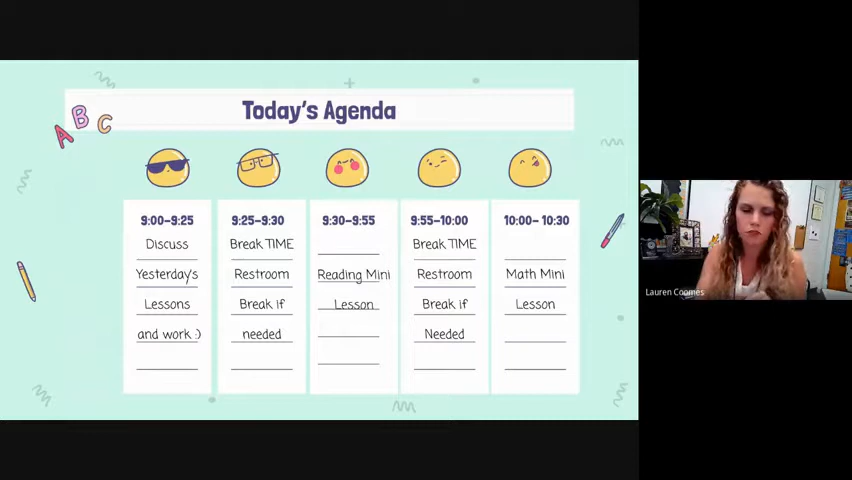 A B C
Today's Agenda
9:00-9:25
Discuss
Yesterday's
Lessons
and work :)
9:25-9:30
Break TIME
Restroom
Break if
needed
9:30-9:55
Reading Mini
Lesson
9:55-10:00
Break TIME
Restroom
Break if
Needed
10:00- 10:30
Math Mini
Lesson
Lauren Coomes